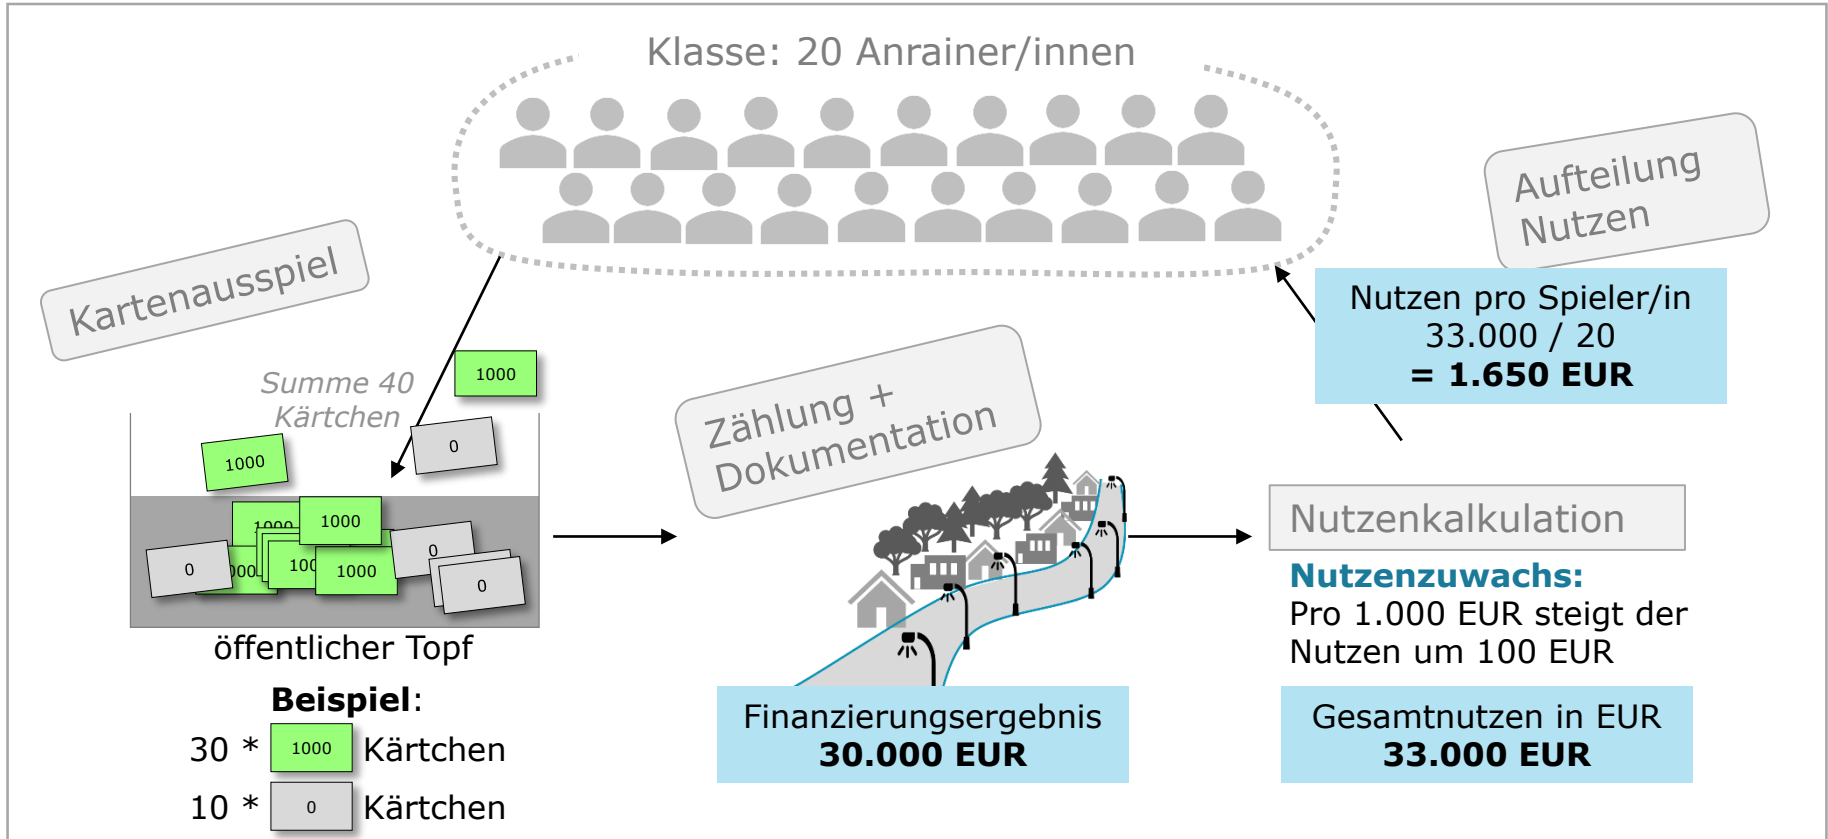 Klasse: 20 Anrainer/innen
Kartenausspiel
Summe 40
Kärtchen
1000
0
1000
1000
1000
0
0
000
100
1000
0
öffentlicher Topf
Beispiel:
30 * 1000 Kärtchen
10 * 0 Kärtchen
Zählung +
Dokumentation
Finanzierungsergebnis
30.000 EUR
Nutzenkalkulation
Nutzenzuwachs:
Pro 1.000 EUR steigt der
Nutzen um 100 EUR
Gesamtnutzen in EUR
33.000 EUR
Aufteilung
Nutzen
Nutzen pro Spieler/in
33.000 / 20
= 1.650 EUR